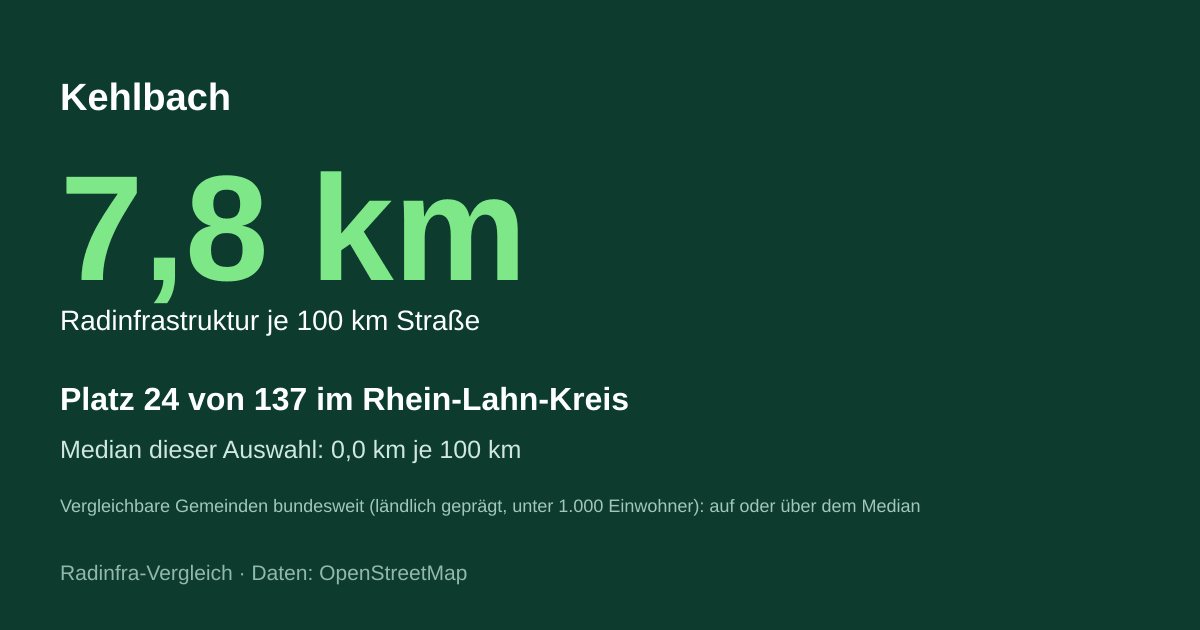 Kehlbach
7,8 km
Radinfrastruktur je 100 km Straße
Platz 24 von 137 im Rhein-Lahn-Kreis
Median dieser Auswahl: 0,0 km je 100 km
Vergleichbare Gemeinden bundesweit (ländlich geprägt, unter 1.000 Einwohner): auf oder über dem Median
Radinfra-Vergleich · Daten: OpenStreetMap